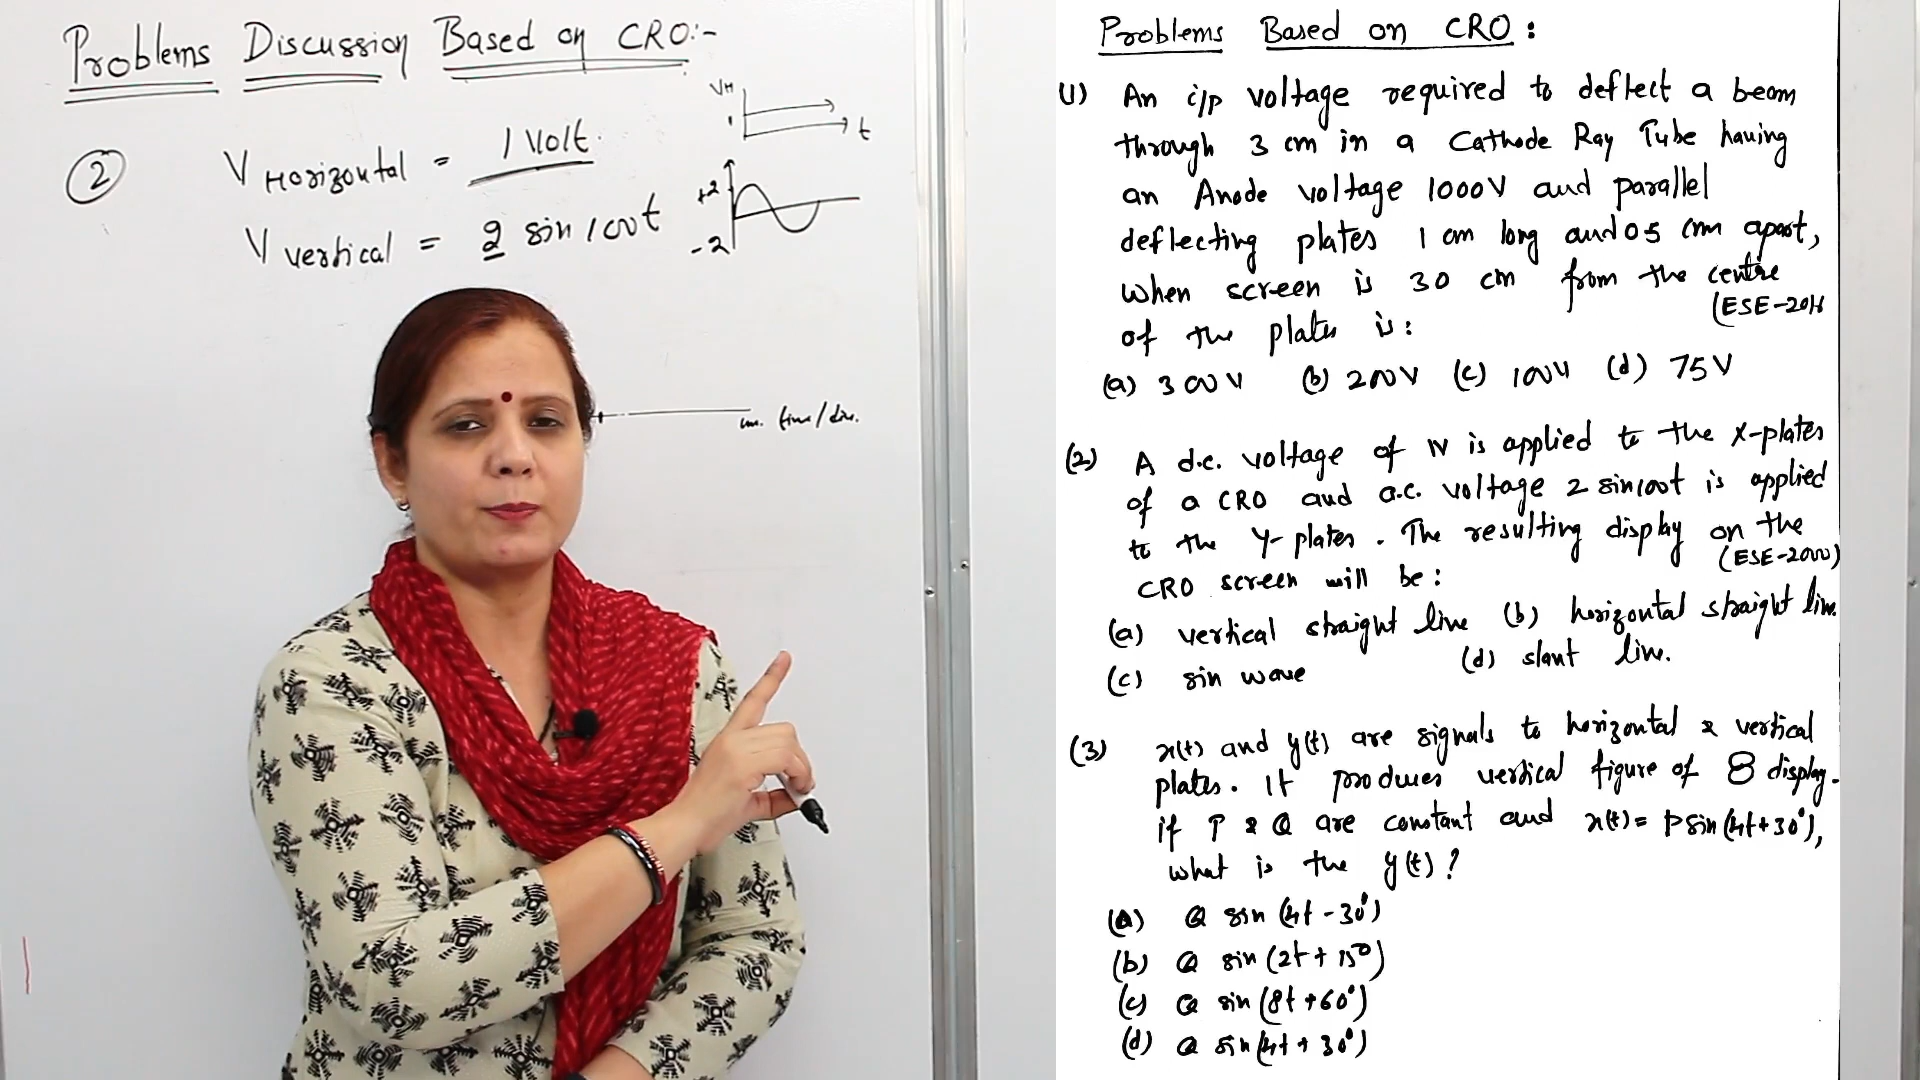 Problems Discussion Based on CRO:-
② V Horizontal = 1 Volt.
V vertical = 2 sin 100t
VH
1
t
+2
-2
time/div.
Problems Based on CRO:
(1) An i/p voltage required to deflect a beam
through 3 cm in a Cathode Ray Tube having
an Anode voltage 1000V and parallel
deflecting plates 1 cm long and 0.5 cm apart,
when screen is 30 cm from the centre
of the plates is:
(a) 300V (b) 200V (c) 100V (d) 75V
(2) A d.c. voltage of 1V is applied to the X-plates
of a CRO and a.c. voltage 2 sin100t is applied
to the Y-plates. The resulting display on the
(ESE-2000)
CRO screen will be:
(a) vertical straight line (b) horizontal straight line
(c) sin wave (d) slant line.
(3) x(t) and y(t) are signals to horizontal & vertical
plates. It produces vertical figure of 8 display.
if P & Q are constant and x(t) = P sin(4t+30°),
what is the y(t)?
(a) Q sin (4t-30°)
(b) Q sin (2t+15°)
(c) Q sin (8t+60°)
(d) Q sin(4t+30°)